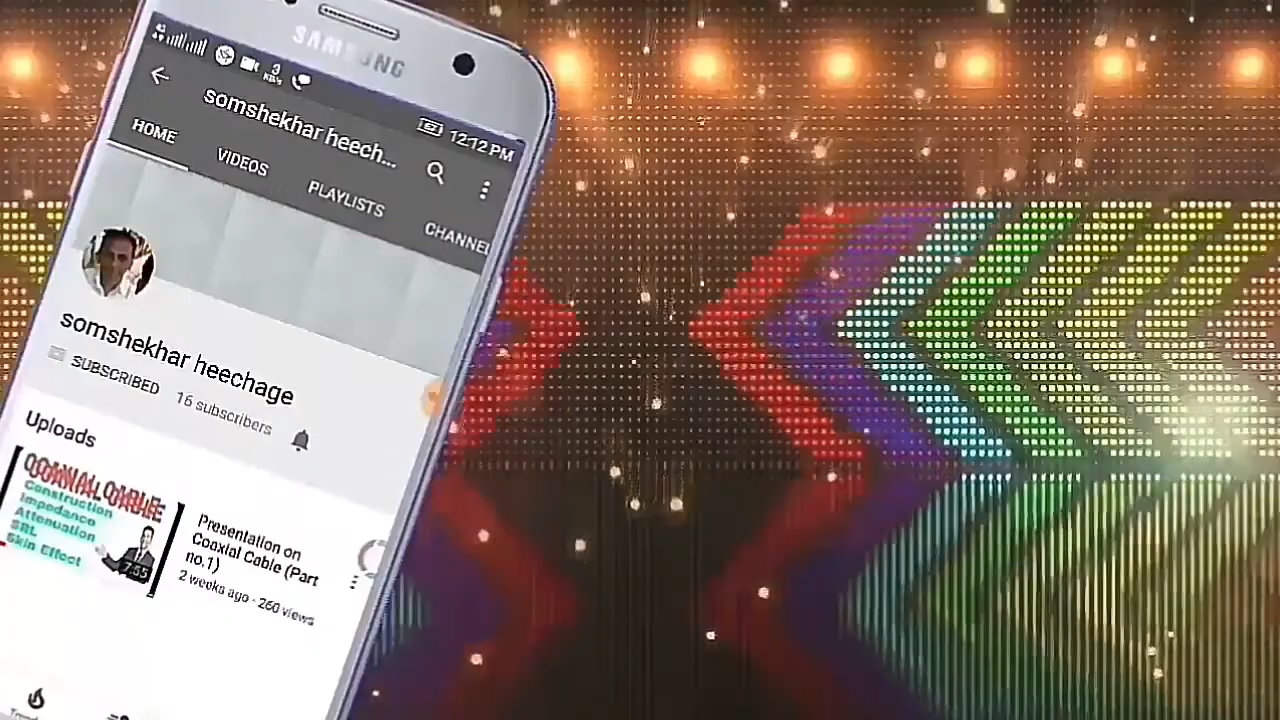 SAMSUNG
12:12 PM
somshekhar heech...
HOME
VIDEOS
PLAYLISTS
CHANNEL
somshekhar heechage
SUBSCRIBED
16 subscribers
Uploads
COAXIAL CABLE
Construction
Impedance
Attenuation
SRL
Skin Effect
7:55
Presentation on
Coaxial Cable (Part
no.1)
2 weeks ago · 260 views